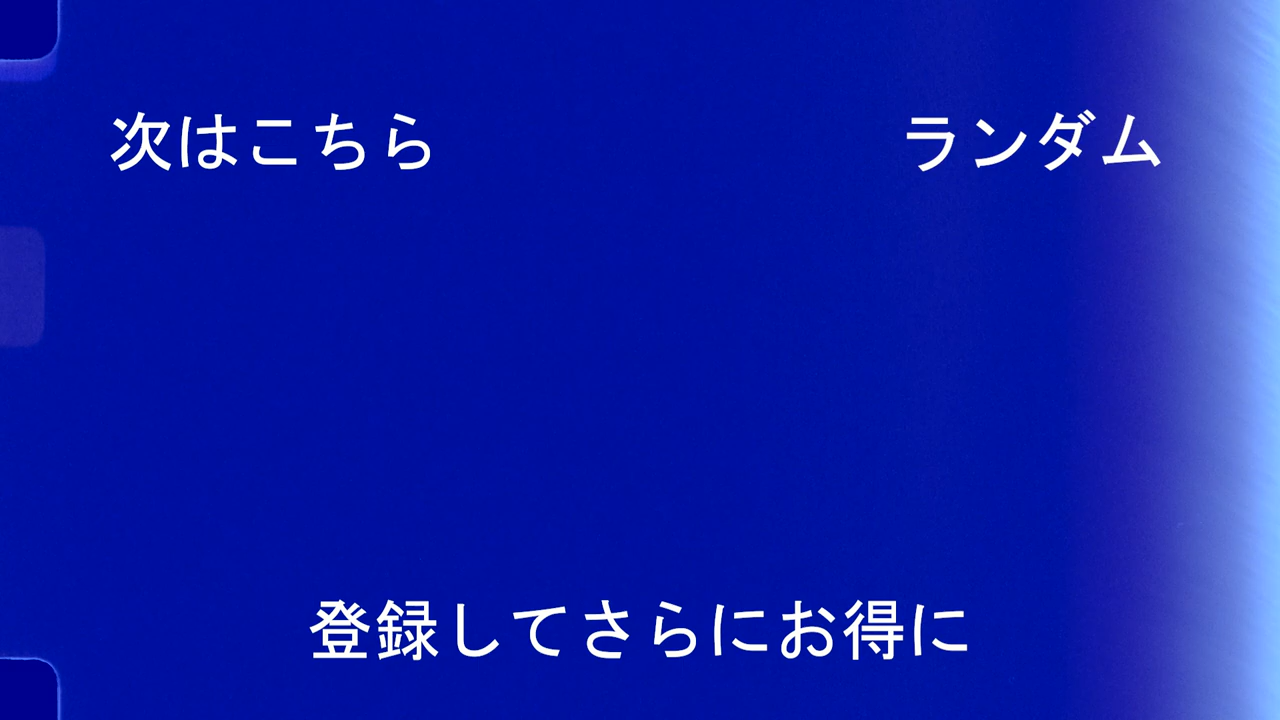 次はこちら
ランダム
登録してさらにお得に